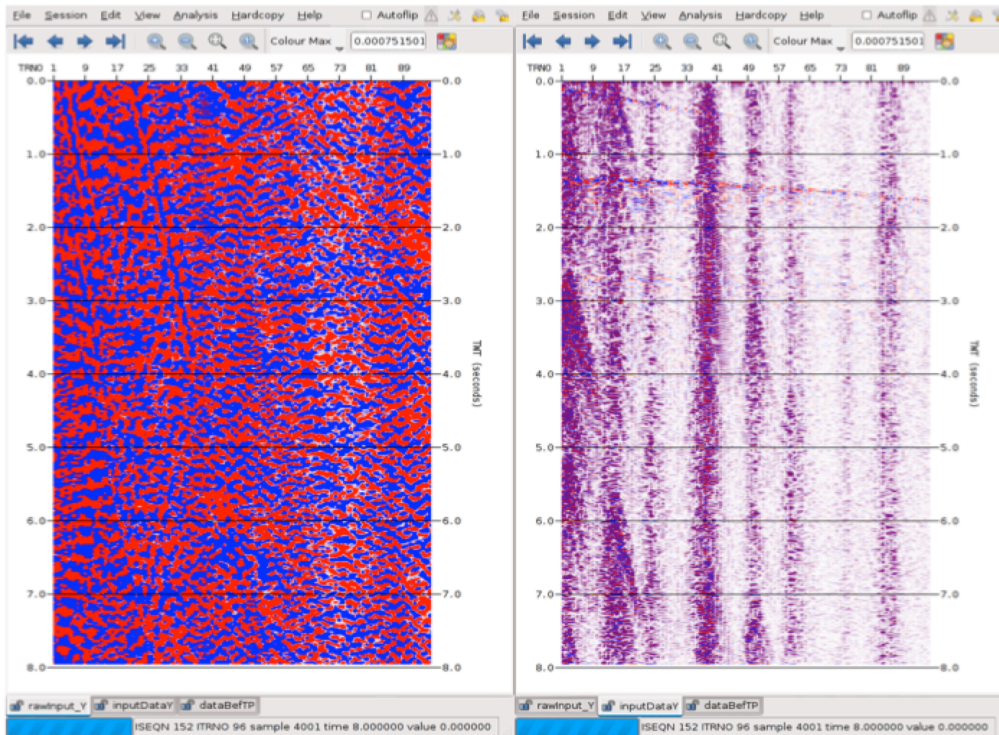 File Session Edit View Analysis Hardcopy Help Autoflip
Colour Max 0.000751501
TRNO 1 9 17 25 33 41 49 57 65 73 81 89
0.0 0.0
1.0 1.0
2.0 2.0
3.0 3.0
4.0 4.0
5.0 5.0
6.0 6.0
7.0 7.0
8.0 8.0
TWT (seconds)
rawInput_Y inputDataY dataBefTP
ISEQN 152 ITRNO 96 sample 4001 time 8.000000 value 0.000000
File Session Edit View Analysis Hardcopy Help Autoflip
Colour Max 0.000751501
TRNO 1 9 17 25 33 41 49 57 65 73 81 89
0.0 0.0
1.0 1.0
2.0 2.0
3.0 3.0
4.0 4.0
5.0 5.0
6.0 6.0
7.0 7.0
8.0 8.0
TWT (seconds)
rawInput_Y inputDataY dataBefTP
ISEQN 152 ITRNO 96 sample 4001 time 8.000000 value 0.000000